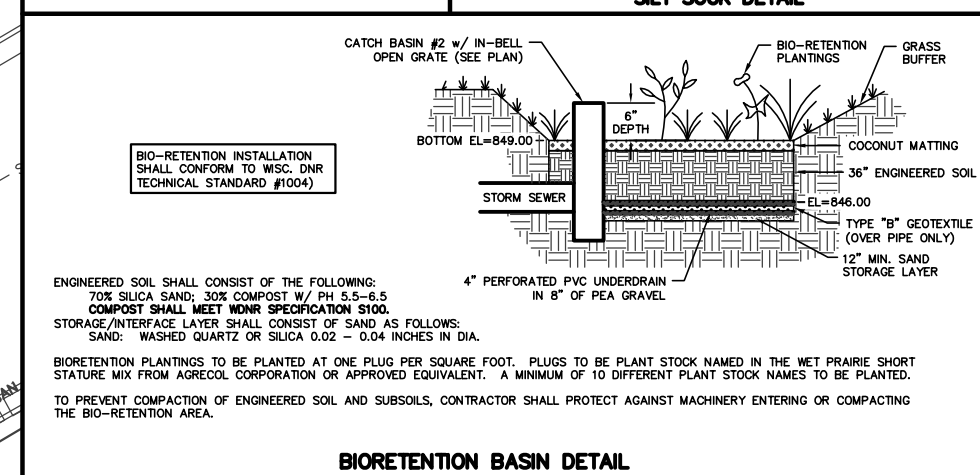 SILT SOCK DETAIL
CATCH BASIN #2 w/ IN-BELL
OPEN GRATE (SEE PLAN)
BIO-RETENTION
PLANTINGS
GRASS
BUFFER
6"
DEPTH
BOTTOM EL=849.00
COCONUT MATTING
BIO-RETENTION INSTALLATION
SHALL CONFORM TO WISC. DNR
TECHNICAL STANDARD #1004)
36" ENGINEERED SOIL
STORM SEWER
EL=846.00
TYPE "B" GEOTEXTILE
(OVER PIPE ONLY)
12" MIN. SAND
STORAGE LAYER
4" PERFORATED PVC UNDERDRAIN
IN 8" OF PEA GRAVEL
ENGINEERED SOIL SHALL CONSIST OF THE FOLLOWING:
70% SILICA SAND; 30% COMPOST W/ PH 5.5-6.5
COMPOST SHALL MEET WDNR SPECIFICATION S100.
STORAGE/INTERFACE LAYER SHALL CONSIST OF SAND AS FOLLOWS:
SAND: WASHED QUARTZ OR SILICA 0.02 - 0.04 INCHES IN DIA.
BIORETENTION PLANTINGS TO BE PLANTED AT ONE PLUG PER SQUARE FOOT. PLUGS TO BE PLANT STOCK NAMED IN THE WET PRAIRIE SHORT
STATURE MIX FROM AGRECOL CORPORATION OR APPROVED EQUIVALENT. A MINIMUM OF 10 DIFFERENT PLANT STOCK NAMES TO BE PLANTED.
TO PREVENT COMPACTION OF ENGINEERED SOIL AND SUBSOILS, CONTRACTOR SHALL PROTECT AGAINST MACHINERY ENTERING OR COMPACTING
THE BIO-RETENTION AREA.
BIORETENTION BASIN DETAIL